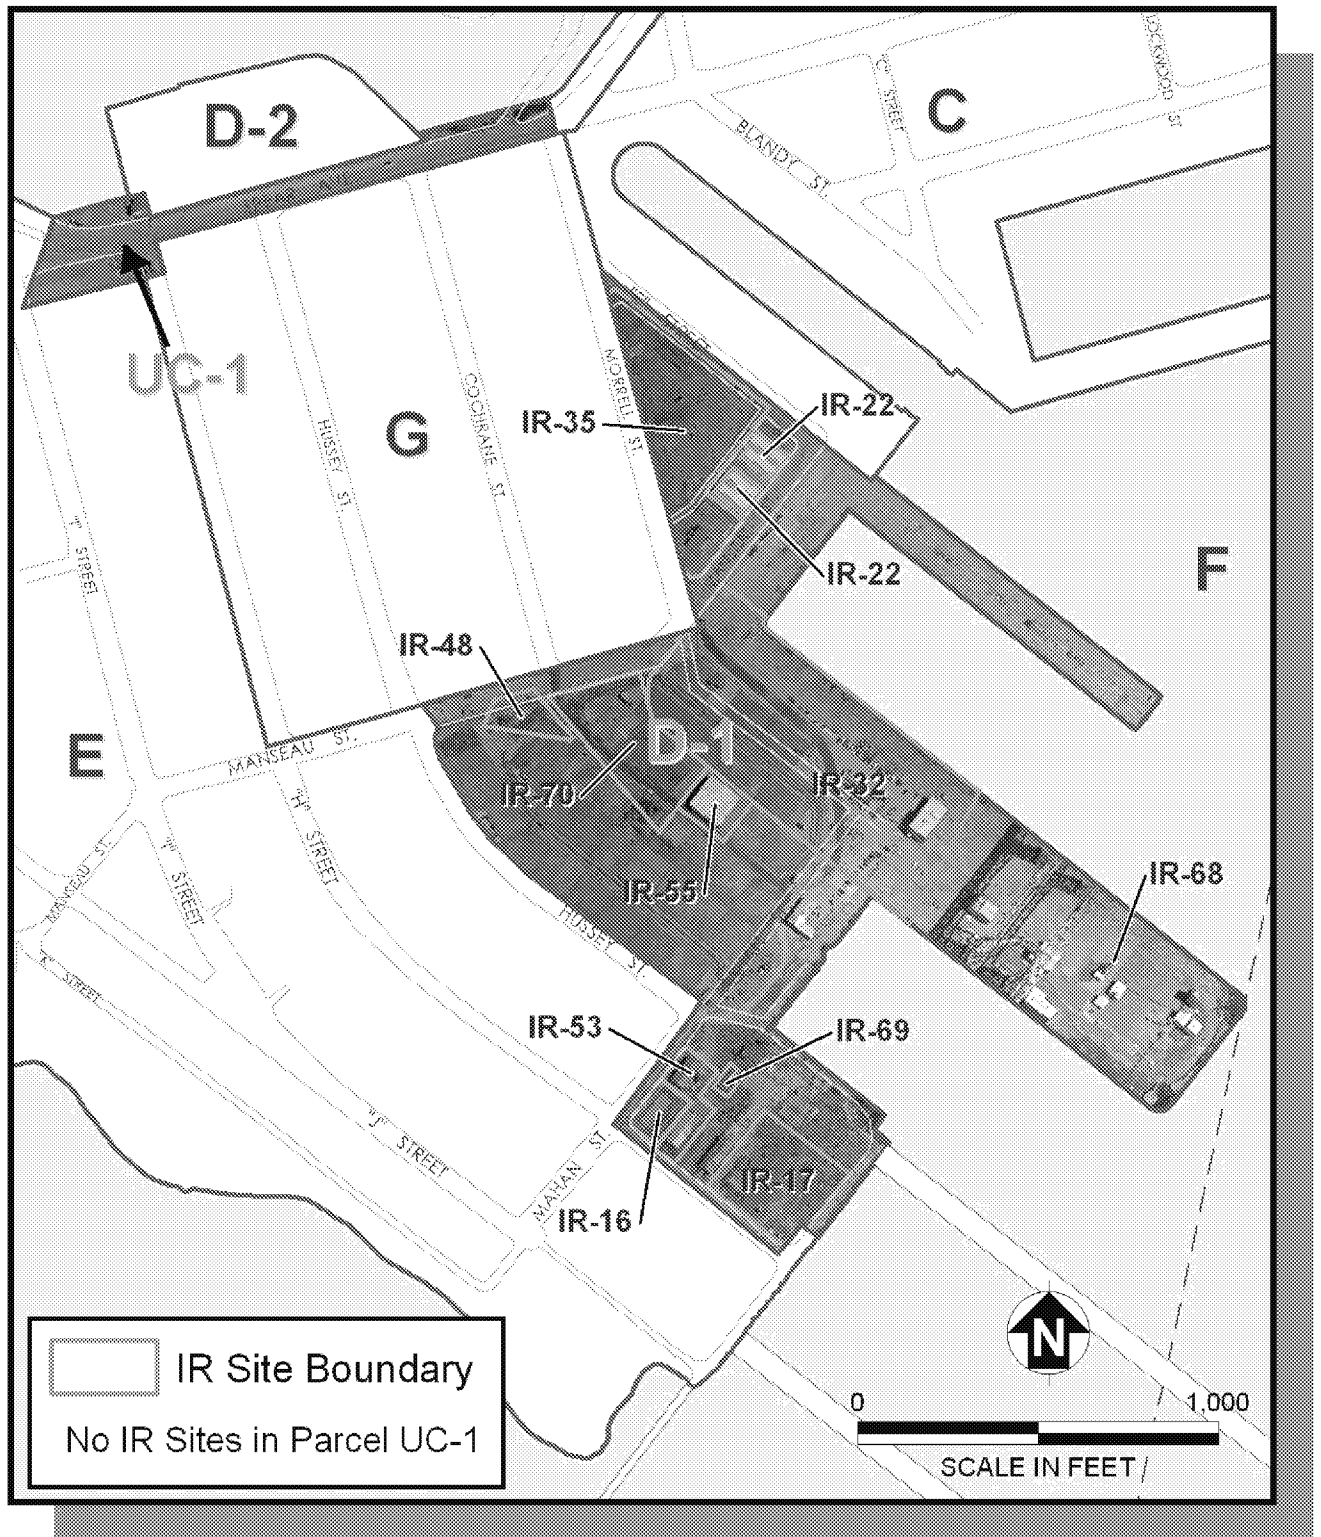 D-2
C
"C" STREET
LOCKWOOD ST
BLANDY ST.
UC-1
MORRELL ST.
COCHRANE ST.
HUSSEY ST.
G
IR-35
IR-22
IR-22
F
"I" STREET
IR-48
E
MANSEAU ST.
D-1
IR-70
IR-32
IR-55
IR-68
"H" STREET
MANSEAU ST.
STREET
HUSSEY ST.
"K" STREET
IR-53
IR-69
"J" STREET
MAHAN ST.
IR-17
IR-16
N
IR Site Boundary
No IR Sites in Parcel UC-1
0 1,000
SCALE IN FEET